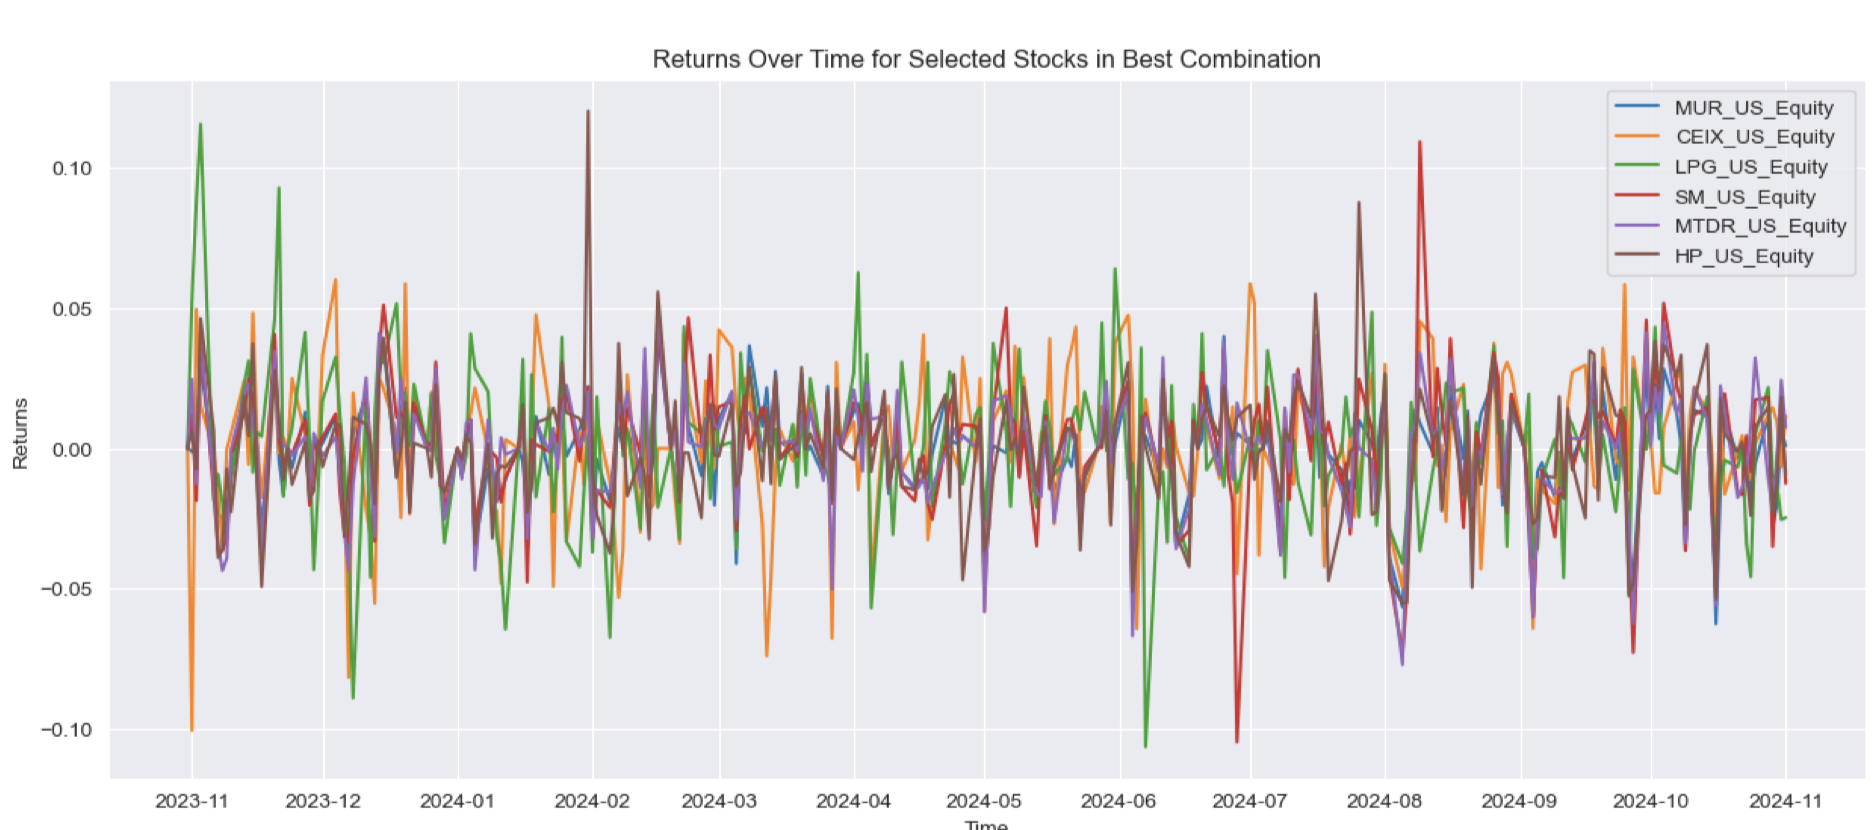 Returns Over Time for Selected Stocks in Best Combination
MUR_US_Equity
CEIX_US_Equity
LPG_US_Equity
SM_US_Equity
MTDR_US_Equity
HP_US_Equity
Returns
0.10
0.05
0.00
−0.05
−0.10
2023-11 2023-12 2024-01 2024-02 2024-03 2024-04 2024-05 2024-06 2024-07 2024-08 2024-09 2024-10 2024-11
Time